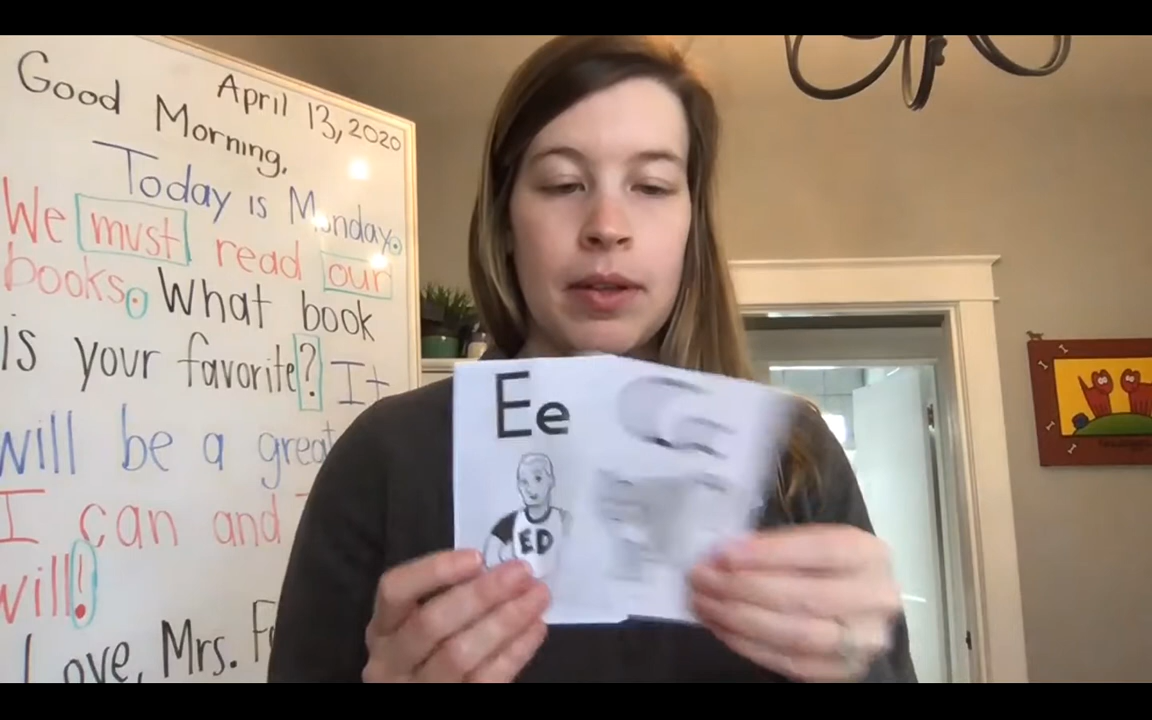 April 13, 2020
Good Morning,
Today is Monday.
We must read our
books. What book
is your favorite? It
will be a great
I can and
will!
Love, Mrs.
Ee
ED